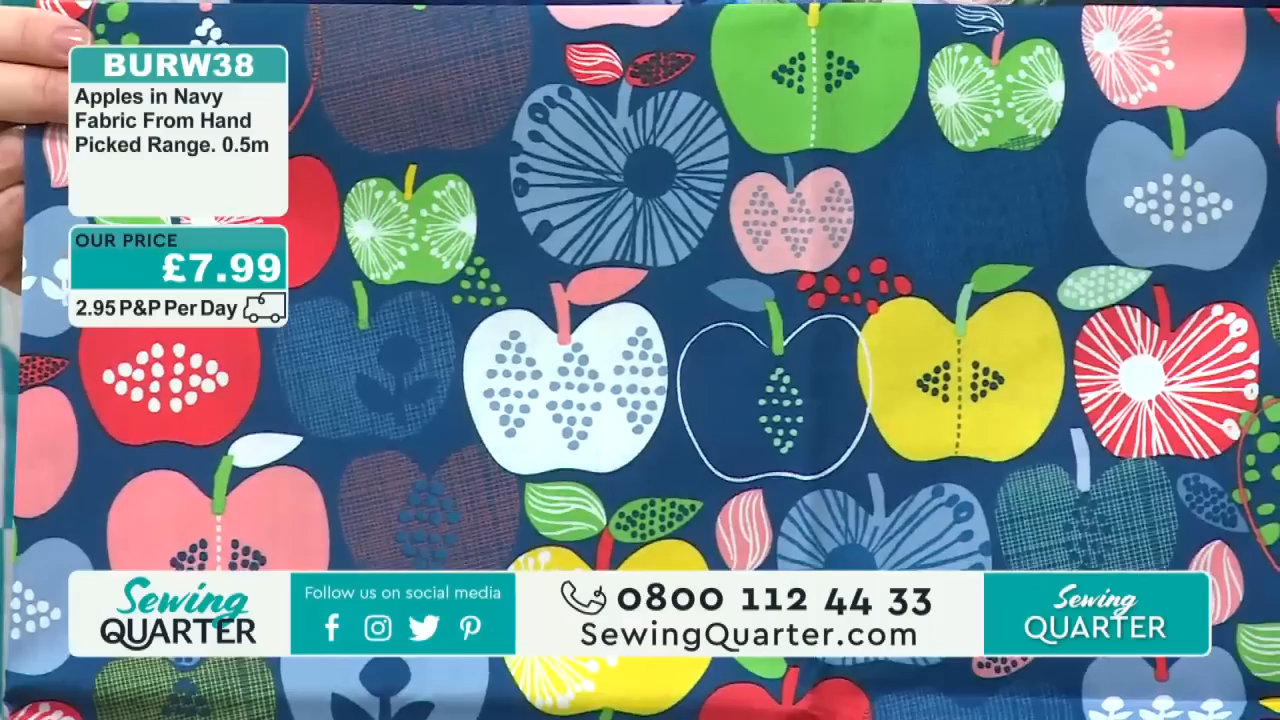 BURW38
Apples in Navy
Fabric From Hand
Picked Range. 0.5m
OUR PRICE
£7.99
2.95 P&P Per Day
Sewing
QUARTER
Follow us on social media
0800 112 44 33
SewingQuarter.com
Sewing
QUARTER